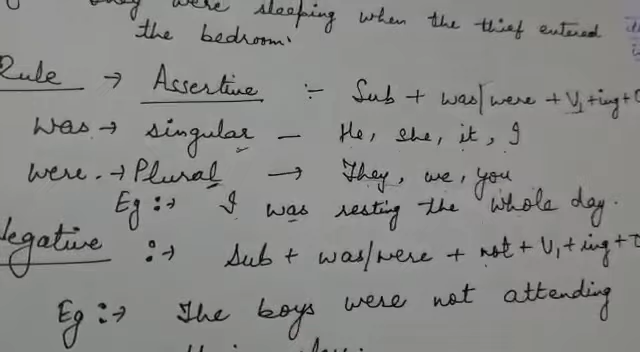 they were sleeping when the thief entered
the bedroom.
Rule → Assertive :- Sub + was/were + V1 + ing + O
Was → singular – He, she, it, I
were. → Plural → They, we, you
Eg :→ I was resting the whole day.
Negative :→ Sub + was/were + not + V1 + ing +
Eg :→ The boys were not attending